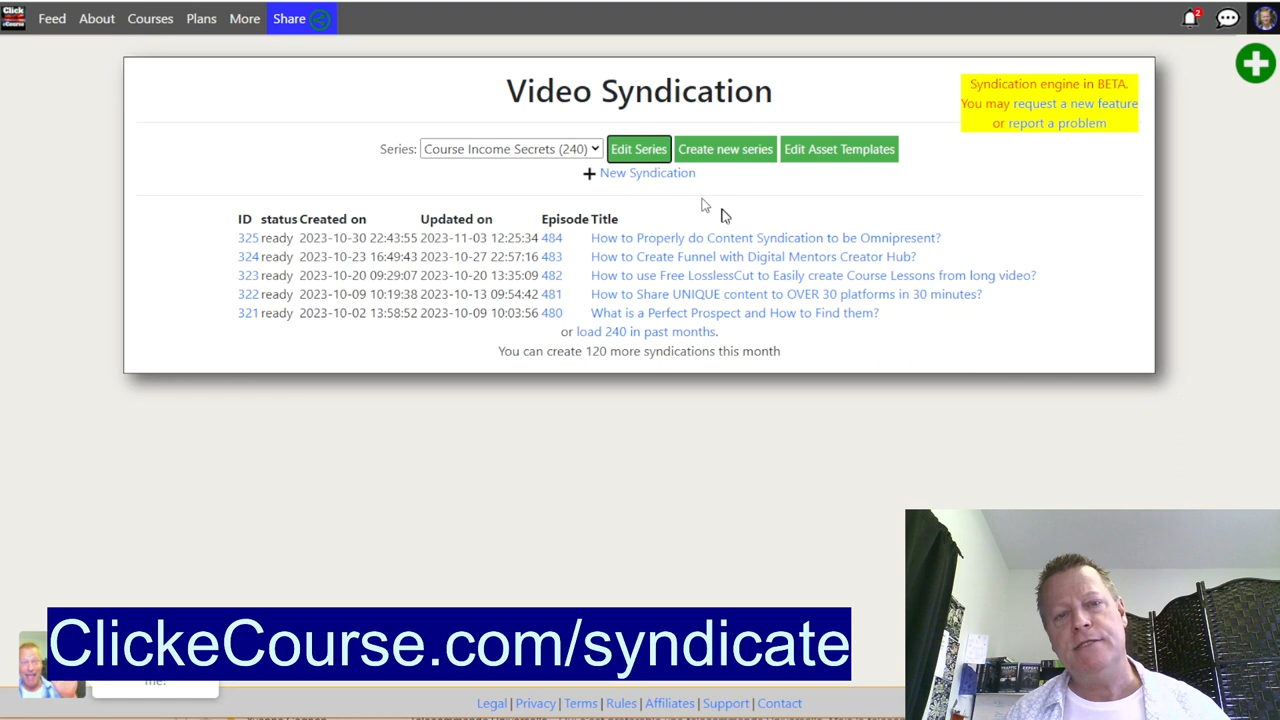 Click
eCourse
Feed About Courses Plans More Share
2
Video Syndication
Syndication engine in BETA.
You may request a new feature
or report a problem
Series: Course Income Secrets (240) Edit Series Create new series Edit Asset Templates
New Syndication
ID status Created on Updated on Episode Title
325 ready 2023-10-30 22:43:55 2023-11-03 12:25:34 484 How to Properly do Content Syndication to be Omnipresent?
324 ready 2023-10-23 16:49:43 2023-10-27 22:57:16 483 How to Create Funnel with Digital Mentors Creator Hub?
323 ready 2023-10-20 09:29:07 2023-10-20 13:35:09 482 How to use Free LosslessCut to Easily create Course Lessons from long video?
322 ready 2023-10-09 10:19:38 2023-10-13 09:54:42 481 How to Share UNIQUE content to OVER 30 platforms in 30 minutes?
321 ready 2023-10-02 13:58:52 2023-10-09 10:03:56 480 What is a Perfect Prospect and How to Find them?
or load 240 in past months.
You can create 120 more syndications this month
ClickeCourse.com/syndicate
me?
Legal | Privacy | Terms | Rules | Affiliates | Support | Contact